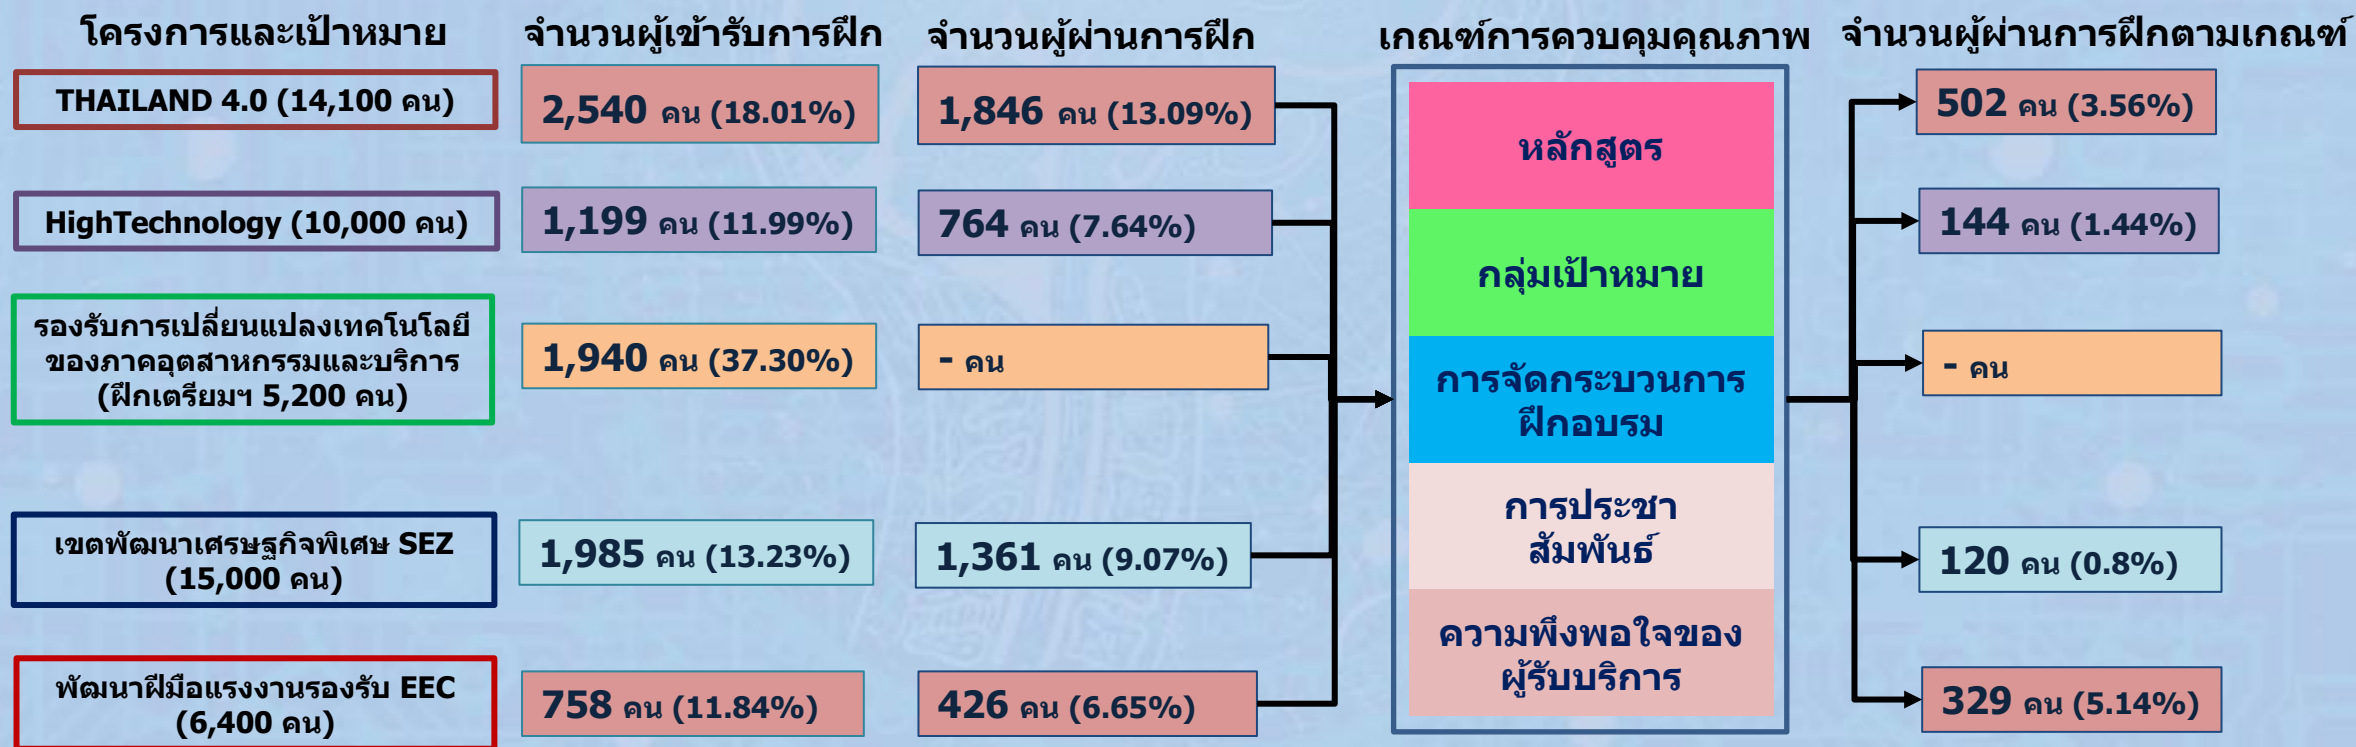 โครงการและเป้าหมาย
จำนวนผู้เข้ารับการฝึก
จำนวนผู้ผ่านการฝึก
เกณฑ์การควบคุมคุณภาพ
จำนวนผู้ผ่านการฝึกตามเกณฑ์
THAILAND 4.0 (14,100 คน)
2,540 คน (18.01%)
1,846 คน (13.09%)
502 คน (3.56%)
HighTechnology (10,000 คน)
1,199 คน (11.99%)
764 คน (7.64%)
144 คน (1.44%)
รองรับการเปลี่ยนแปลงเทคโนโลยี
ของภาคอุตสาหกรรมและบริการ
(ฝึกเตรียมฯ 5,200 คน)
1,940 คน (37.30%)
- คน
- คน
เขตพัฒนาเศรษฐกิจพิเศษ SEZ
(15,000 คน)
1,985 คน (13.23%)
1,361 คน (9.07%)
120 คน (0.8%)
พัฒนาฝีมือแรงงานรองรับ EEC
(6,400 คน)
758 คน (11.84%)
426 คน (6.65%)
329 คน (5.14%)
หลักสูตร
กลุ่มเป้าหมาย
การจัดกระบวนการ
ฝึกอบรม
การประชา
สัมพันธ์
ความพึงพอใจของ
ผู้รับบริการ